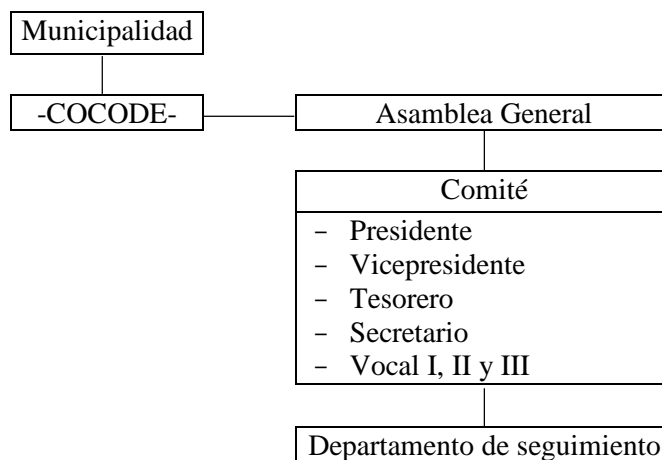 Municipalidad
-COCODE-
Asamblea General
Comité
- Presidente
- Vicepresidente
- Tesorero
- Secretario
- Vocal I, II y III
Departamento de seguimiento